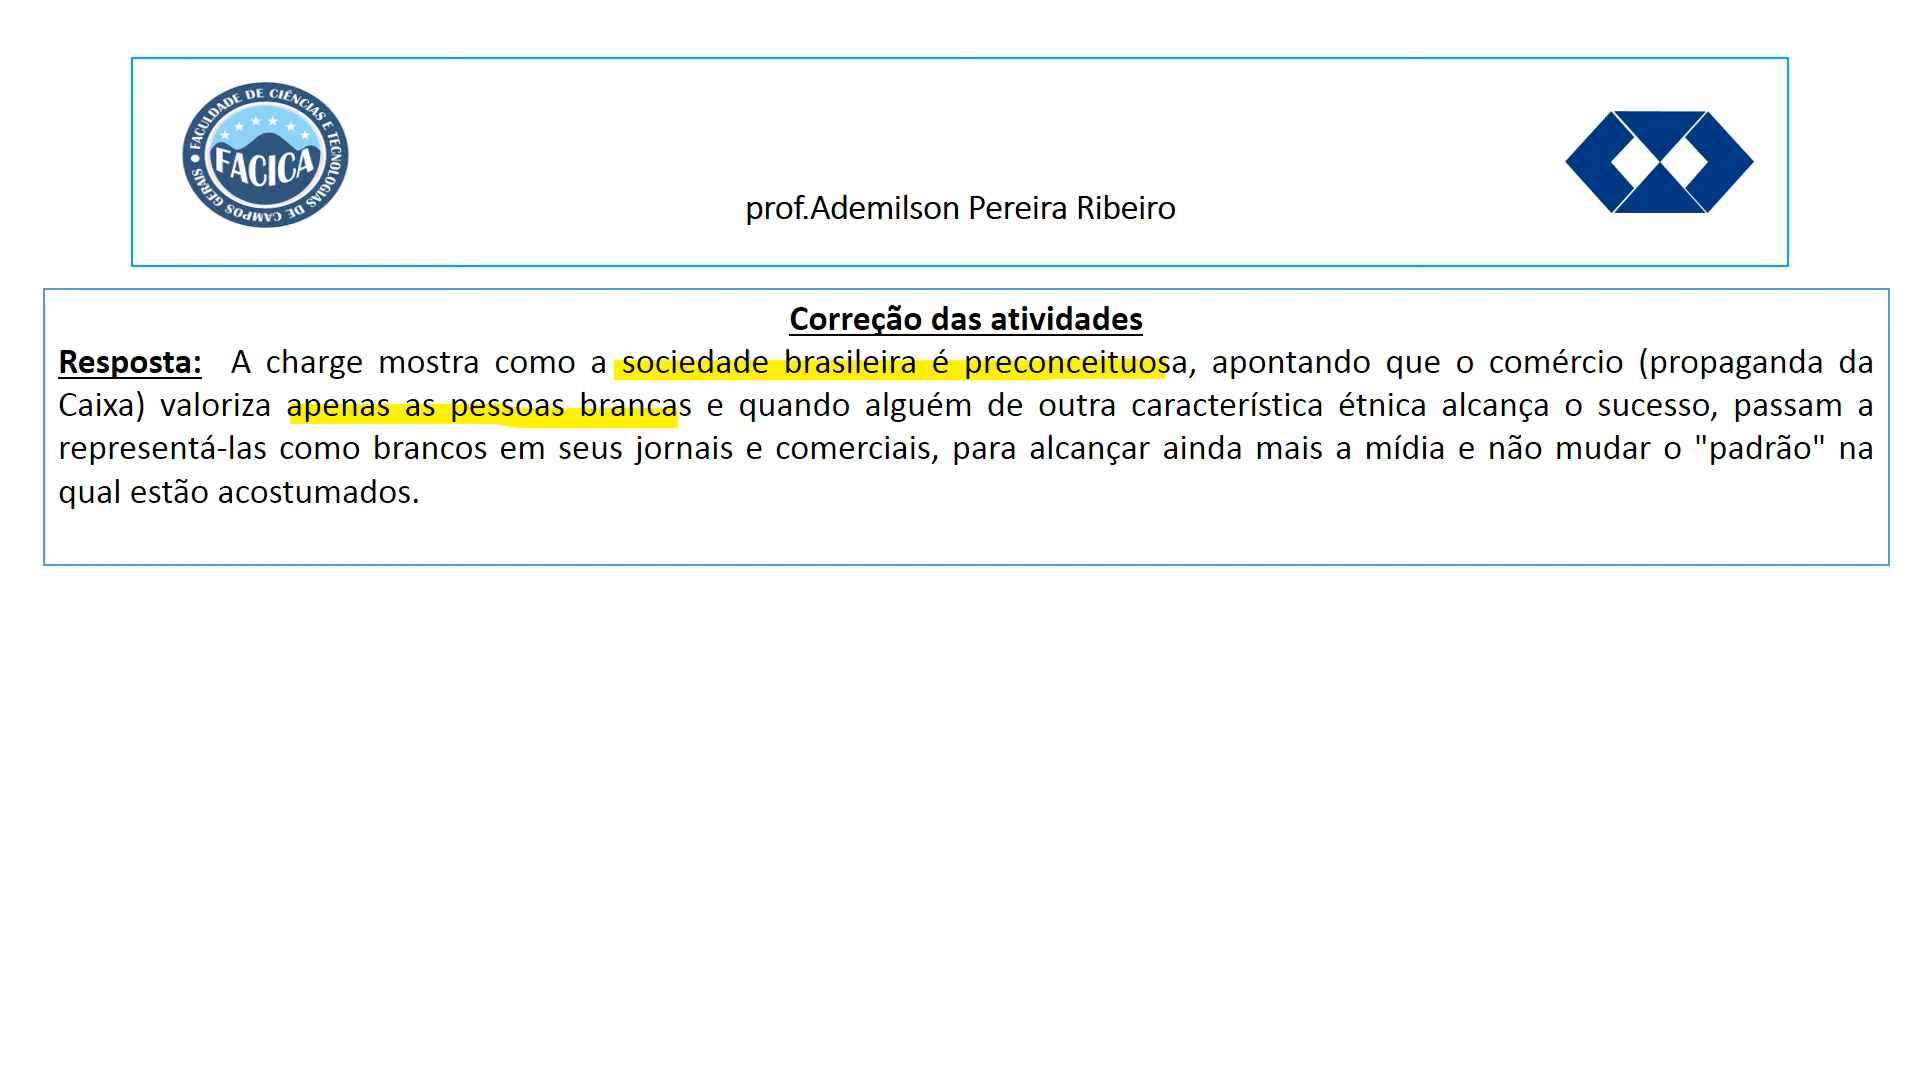 FACULDADE DE CIÊNCIAS E TECNOLOGIAS DE CAMPOS GERAIS
FACICA
prof.Ademilson Pereira Ribeiro
Correção das atividades
Resposta: A charge mostra como a sociedade brasileira é preconceituosa, apontando que o comércio (propaganda da
Caixa) valoriza apenas as pessoas brancas e quando alguém de outra característica étnica alcança o sucesso, passam a
representá-las como brancos em seus jornais e comerciais, para alcançar ainda mais a mídia e não mudar o "padrão" na
qual estão acostumados.